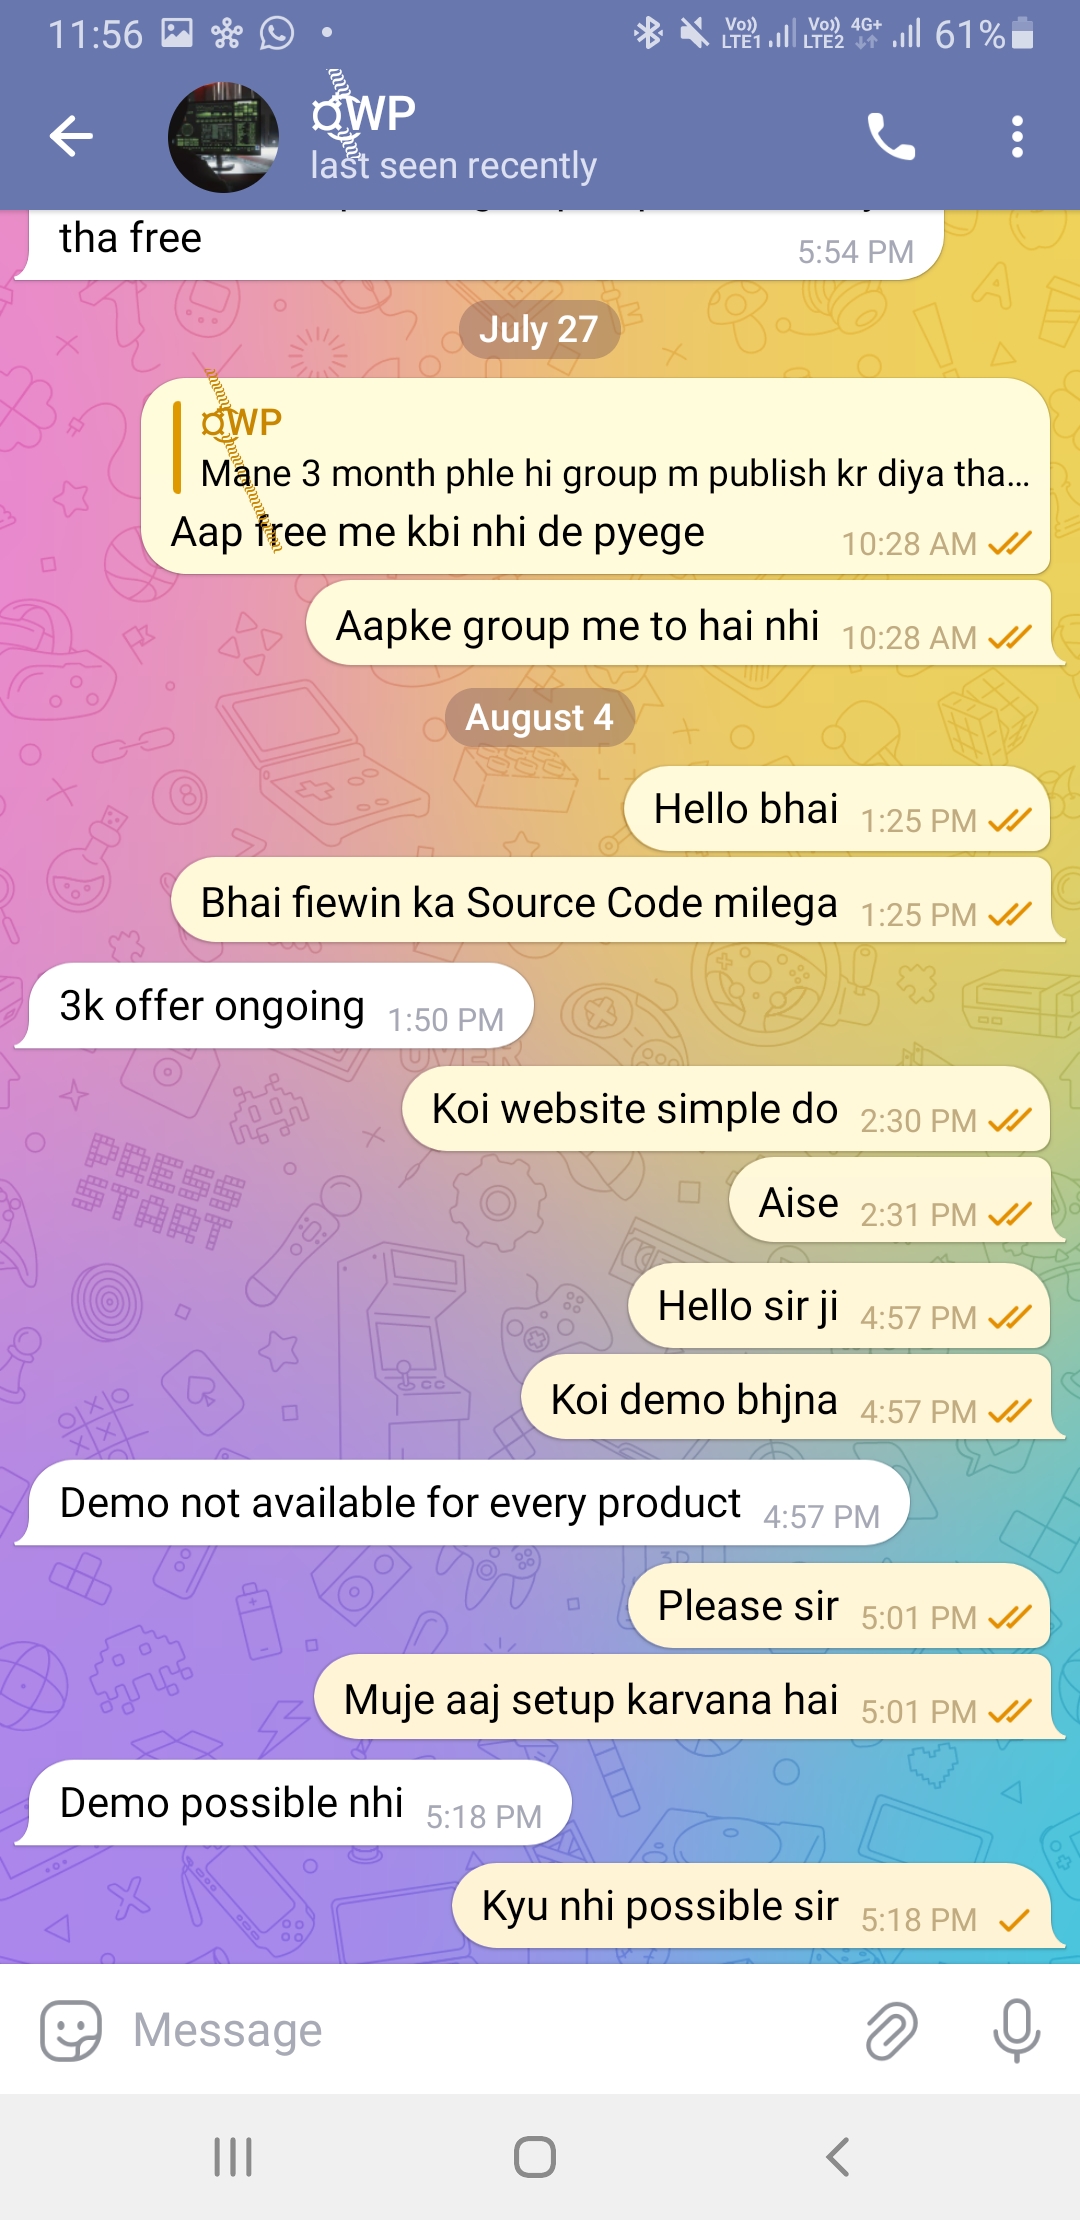 11:56
Vo)) LTE1 Vo)) LTE2 4G+ 61%
¤WP
last seen recently
tha free
5:54 PM
July 27
¤WP
Mane 3 month phle hi group m publish kr diya tha...
Aap free me kbi nhi de pyege
10:28 AM
Aapke group me to hai nhi
10:28 AM
August 4
Hello bhai
1:25 PM
Bhai fiewin ka Source Code milega
1:25 PM
3k offer ongoing
1:50 PM
Koi website simple do
2:30 PM
Aise
2:31 PM
Hello sir ji
4:57 PM
Koi demo bhjna
4:57 PM
Demo not available for every product
4:57 PM
Please sir
5:01 PM
Muje aaj setup karvana hai
5:01 PM
Demo possible nhi
5:18 PM
Kyu nhi possible sir
5:18 PM
Message